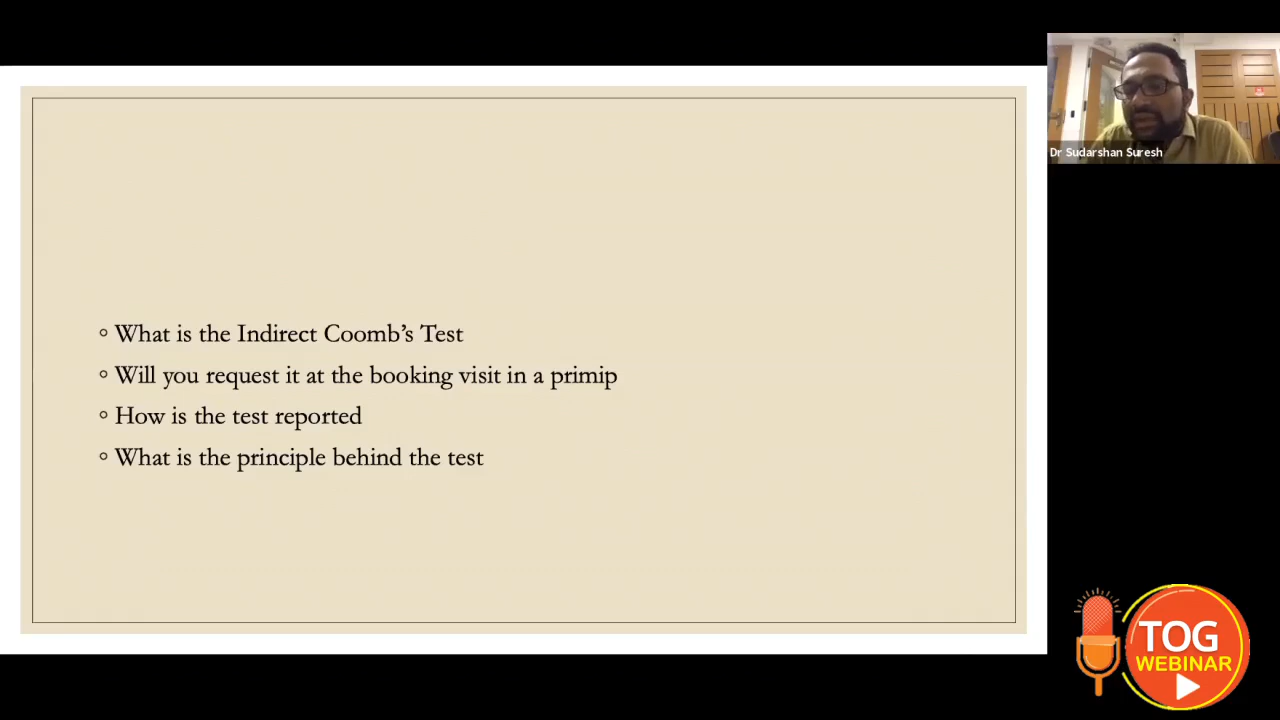 Dr Sudarshan Suresh
◦ What is the Indirect Coomb’s Test
◦ Will you request it at the booking visit in a primip
◦ How is the test reported
◦ What is the principle behind the test
TOG
WEBINAR